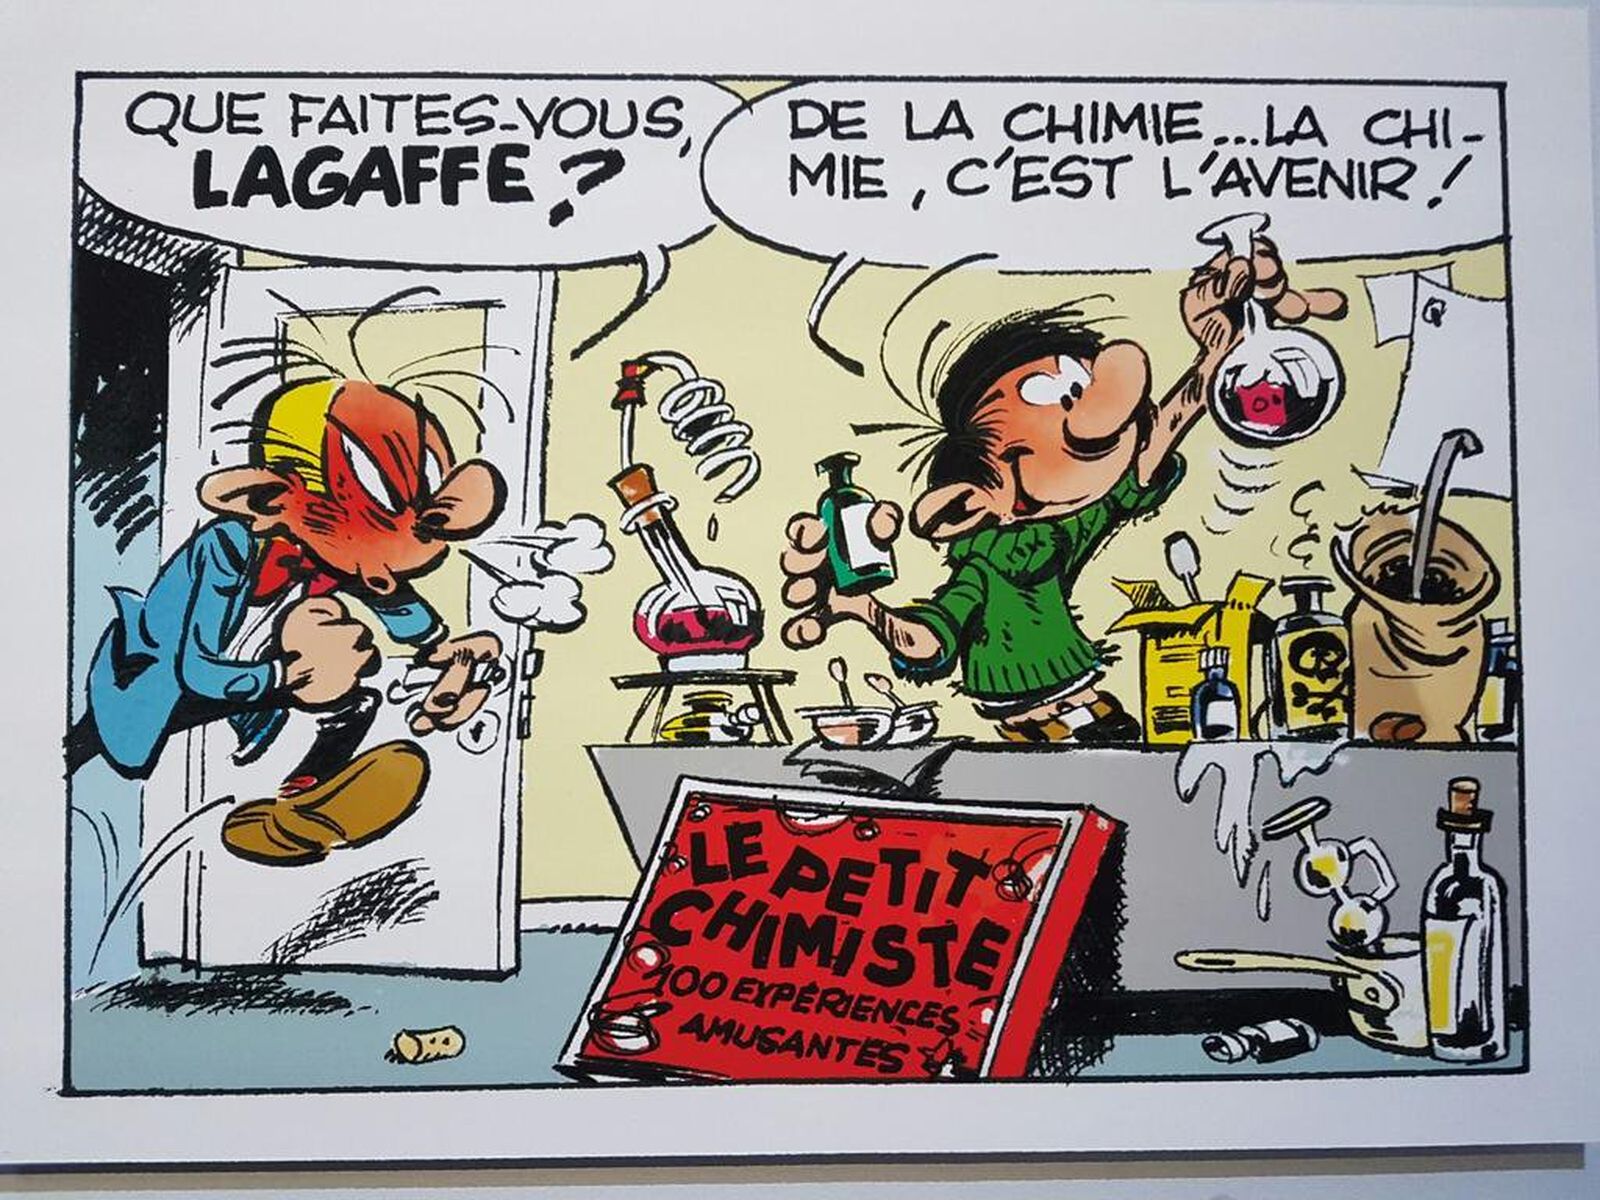 QUE FAITES-VOUS,
LAGAFFE ?
DE LA CHIMIE...LA CHI-
MIE, C'EST L'AVENIR !
LE PETIT
CHIMISTE
100 EXPÉRIENCES
AMUSANTES